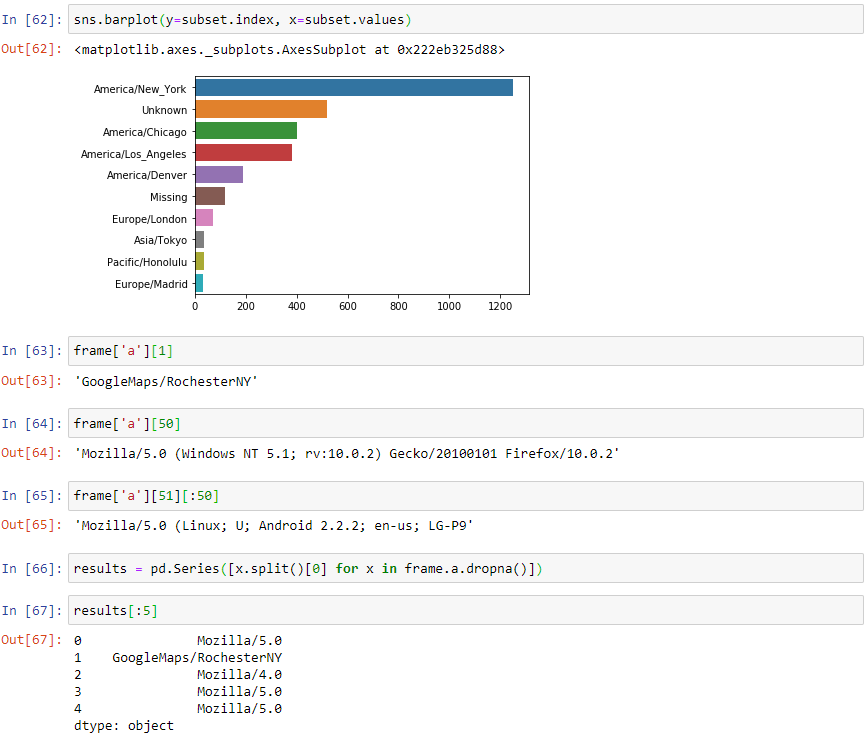 In [62]: sns.barplot(y=subset.index, x=subset.values)
Out[62]: <matplotlib.axes._subplots.AxesSubplot at 0x222eb325d88>
America/New_York
Unknown
America/Chicago
America/Los_Angeles
America/Denver
Missing
Europe/London
Asia/Tokyo
Pacific/Honolulu
Europe/Madrid
0 200 400 600 800 1000 1200
In [63]: frame['a'][1]
Out[63]: 'GoogleMaps/RochesterNY'
In [64]: frame['a'][50]
Out[64]: 'Mozilla/5.0 (Windows NT 5.1; rv:10.0.2) Gecko/20100101 Firefox/10.0.2'
In [65]: frame['a'][51][:50]
Out[65]: 'Mozilla/5.0 (Linux; U; Android 2.2.2; en-us; LG-P9'
In [66]: results = pd.Series([x.split()[0] for x in frame.a.dropna()])
In [67]: results[:5]
Out[67]: 0 Mozilla/5.0
1 GoogleMaps/RochesterNY
2 Mozilla/4.0
3 Mozilla/5.0
4 Mozilla/5.0
dtype: object